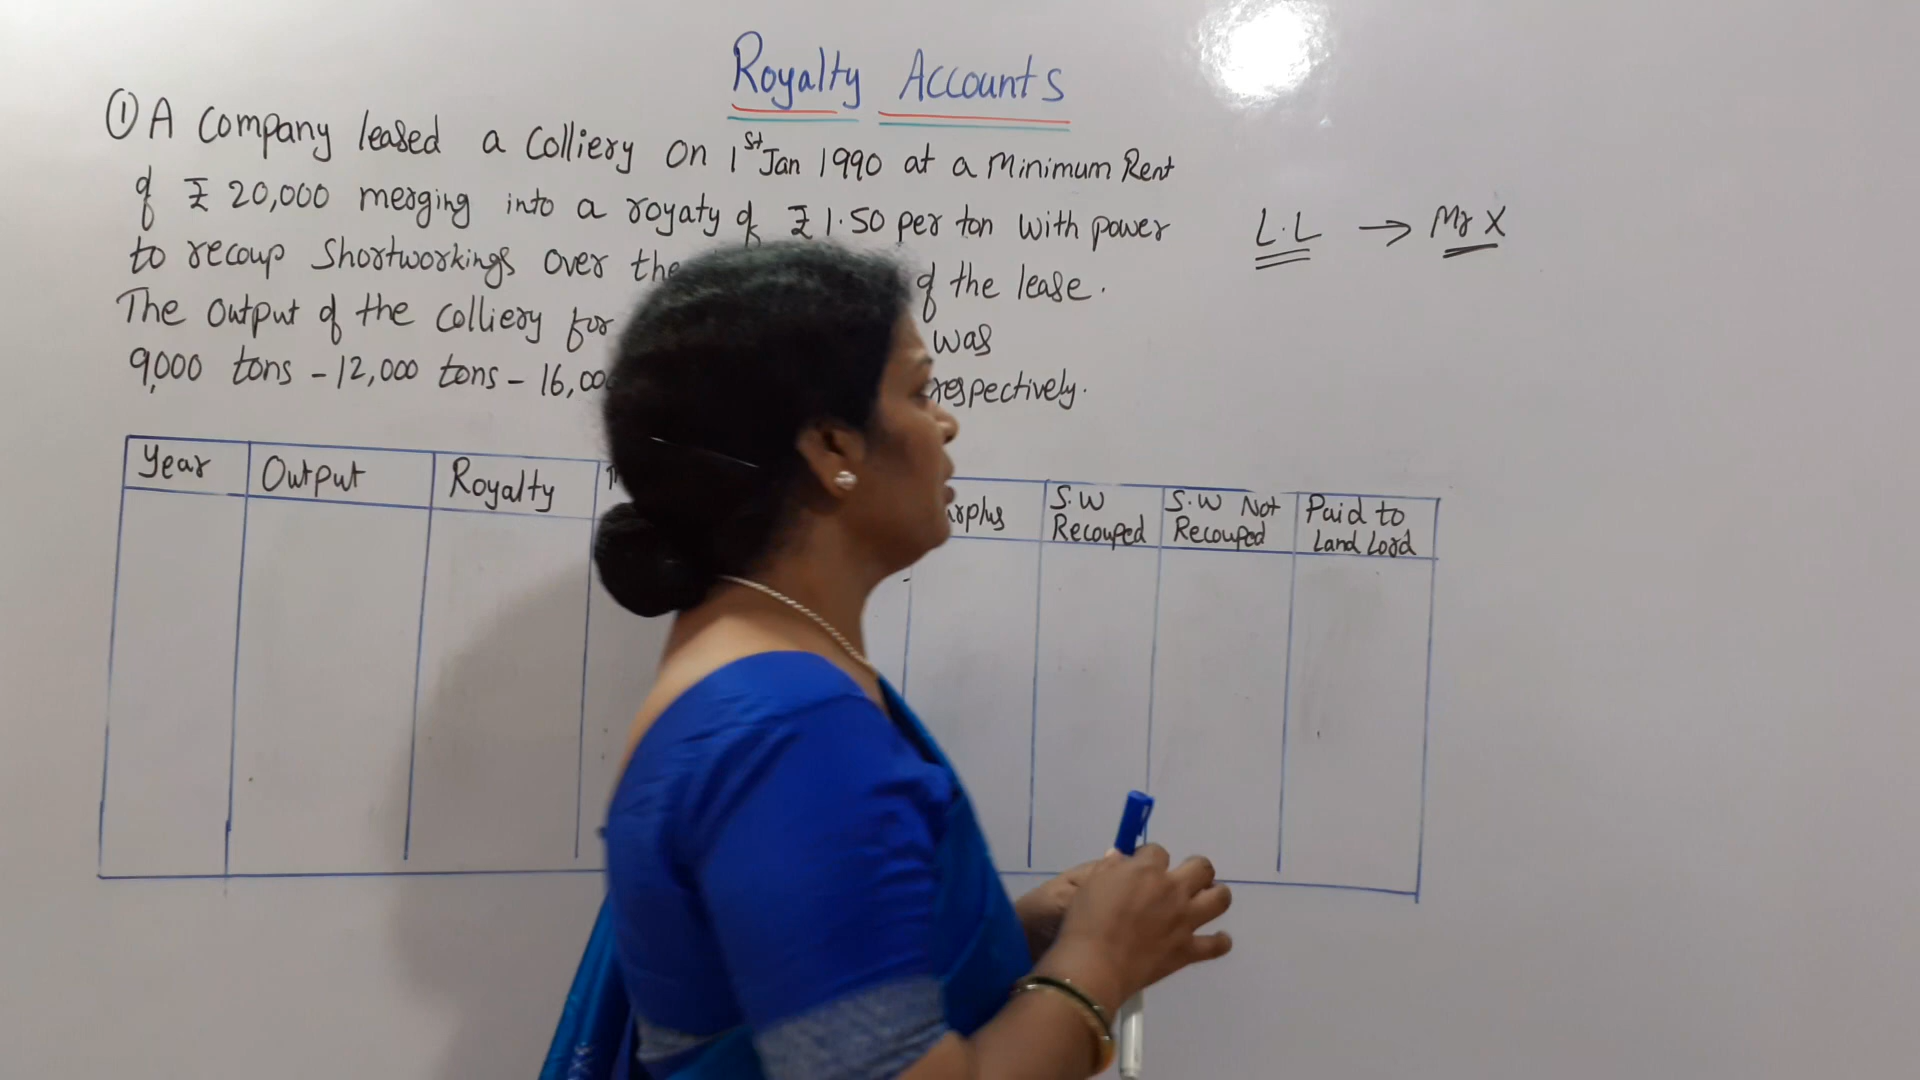 Royalty Accounts
① A Company leased a Colliery on 1st Jan 1990 at a Minimum Rent
of ₹ 20,000 merging into a royaty of ₹ 1.50 per ton with power
to recoup Shortworkings over the of the lease.
The Output of the Colliery for was
9,000 tons - 12,000 tons - 16,00 respectively.
L.L → Mr X
Year Output Royalty S.W Recouped S.W Not Recouped Paid to Land Lord